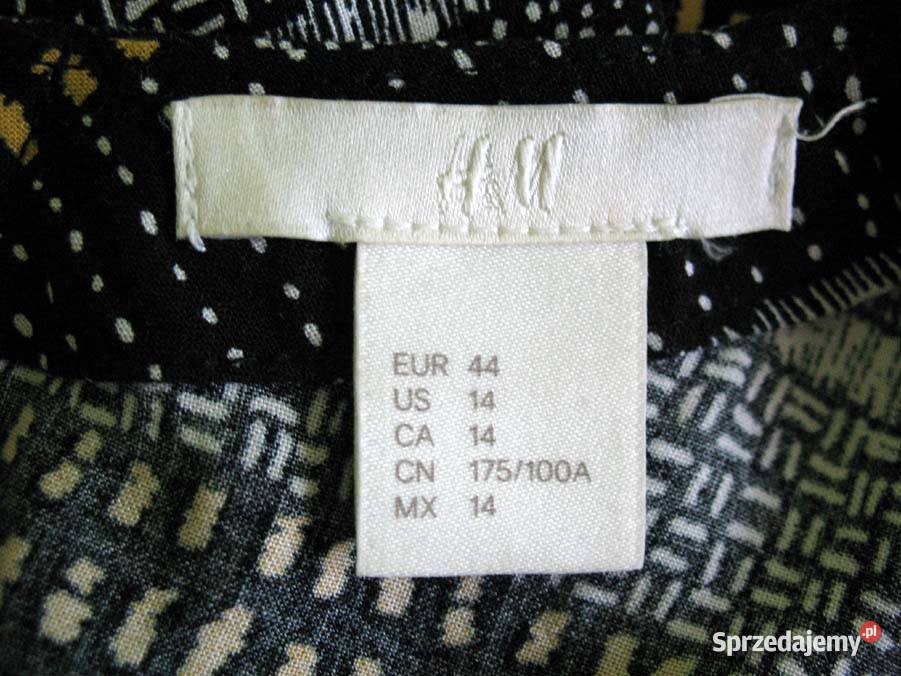 H&M
EUR 44
US 14
CA 14
CN 175/100A
MX 14
Sprzedajemy.pl